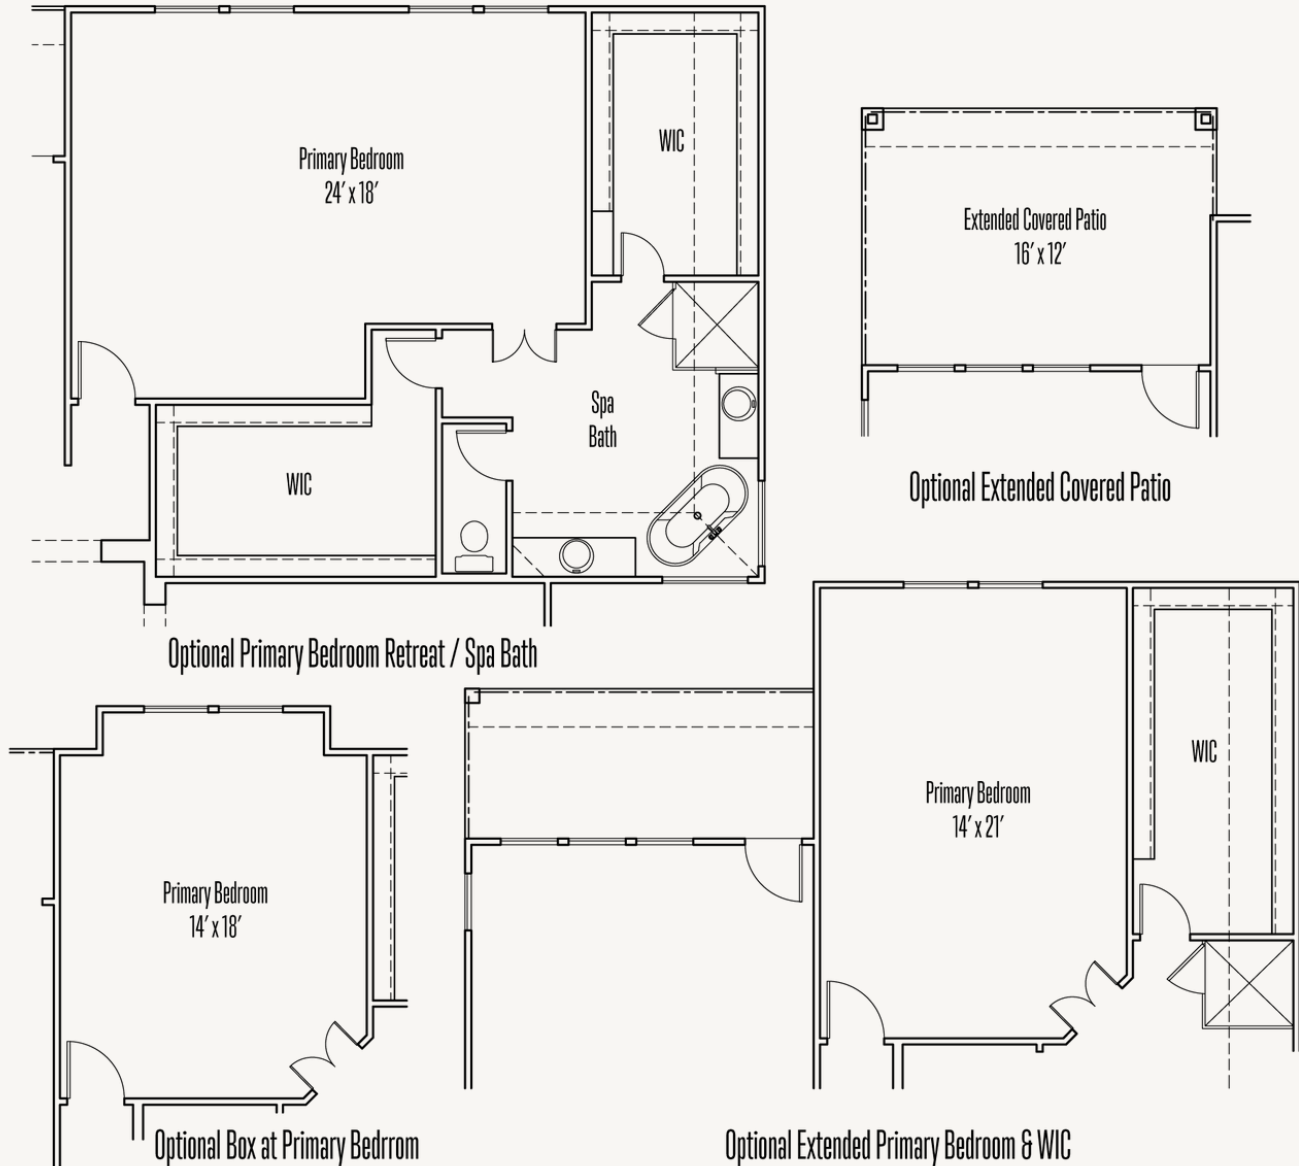 Primary Bedroom
24' x 18'
WIC
Spa
Bath
WIC
Optional Primary Bedroom Retreat / Spa Bath
Extended Covered Patio
16' x 12'
Optional Extended Covered Patio
Primary Bedroom
14' x 18'
Optional Box at Primary Bedrrom
Primary Bedroom
14' x 21'
WIC
Optional Extended Primary Bedroom & WIC